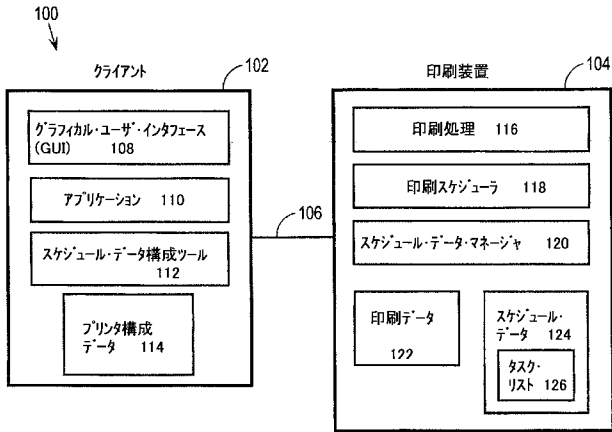 100
クライアント
102
グラフィカル・ユーザ・インタフェース
(GUI) 108
アプリケーション 110
スケジュール・データ構成ツール
112
プリンタ構成
データ 114
106
印刷装置
104
印刷処理 116
印刷スケジューラ 118
スケジュール・データ・マネージャ 120
印刷データ
122
スケジュール・
データ 124
タスク・
リスト 126